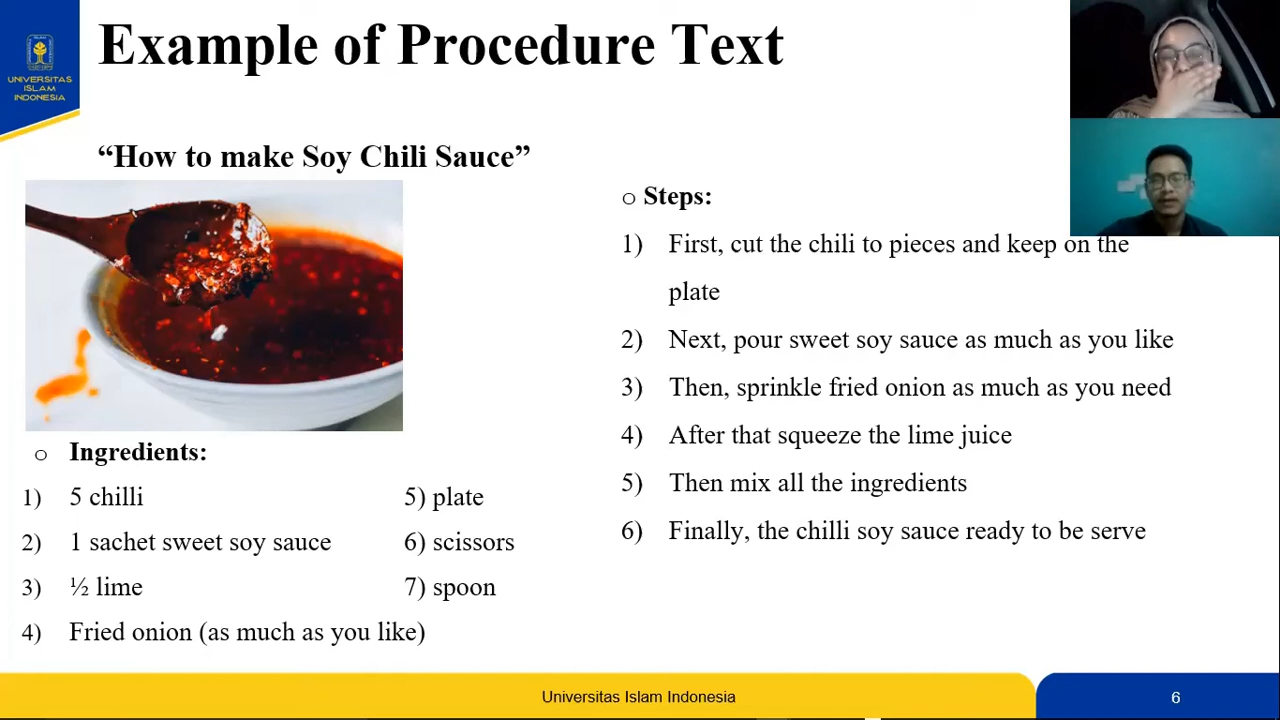 Example of Procedure Text
UNIVERSITAS
ISLAM
INDONESIA
“How to make Soy Chili Sauce”
o Ingredients:
1) 5 chilli
2) 1 sachet sweet soy sauce
3) ½ lime
4) Fried onion (as much as you like)
5) plate
6) scissors
7) spoon
o Steps:
1) First, cut the chili to pieces and keep on the
plate
2) Next, pour sweet soy sauce as much as you like
3) Then, sprinkle fried onion as much as you need
4) After that squeeze the lime juice
5) Then mix all the ingredients
6) Finally, the chilli soy sauce ready to be serve
Universitas Islam Indonesia
6